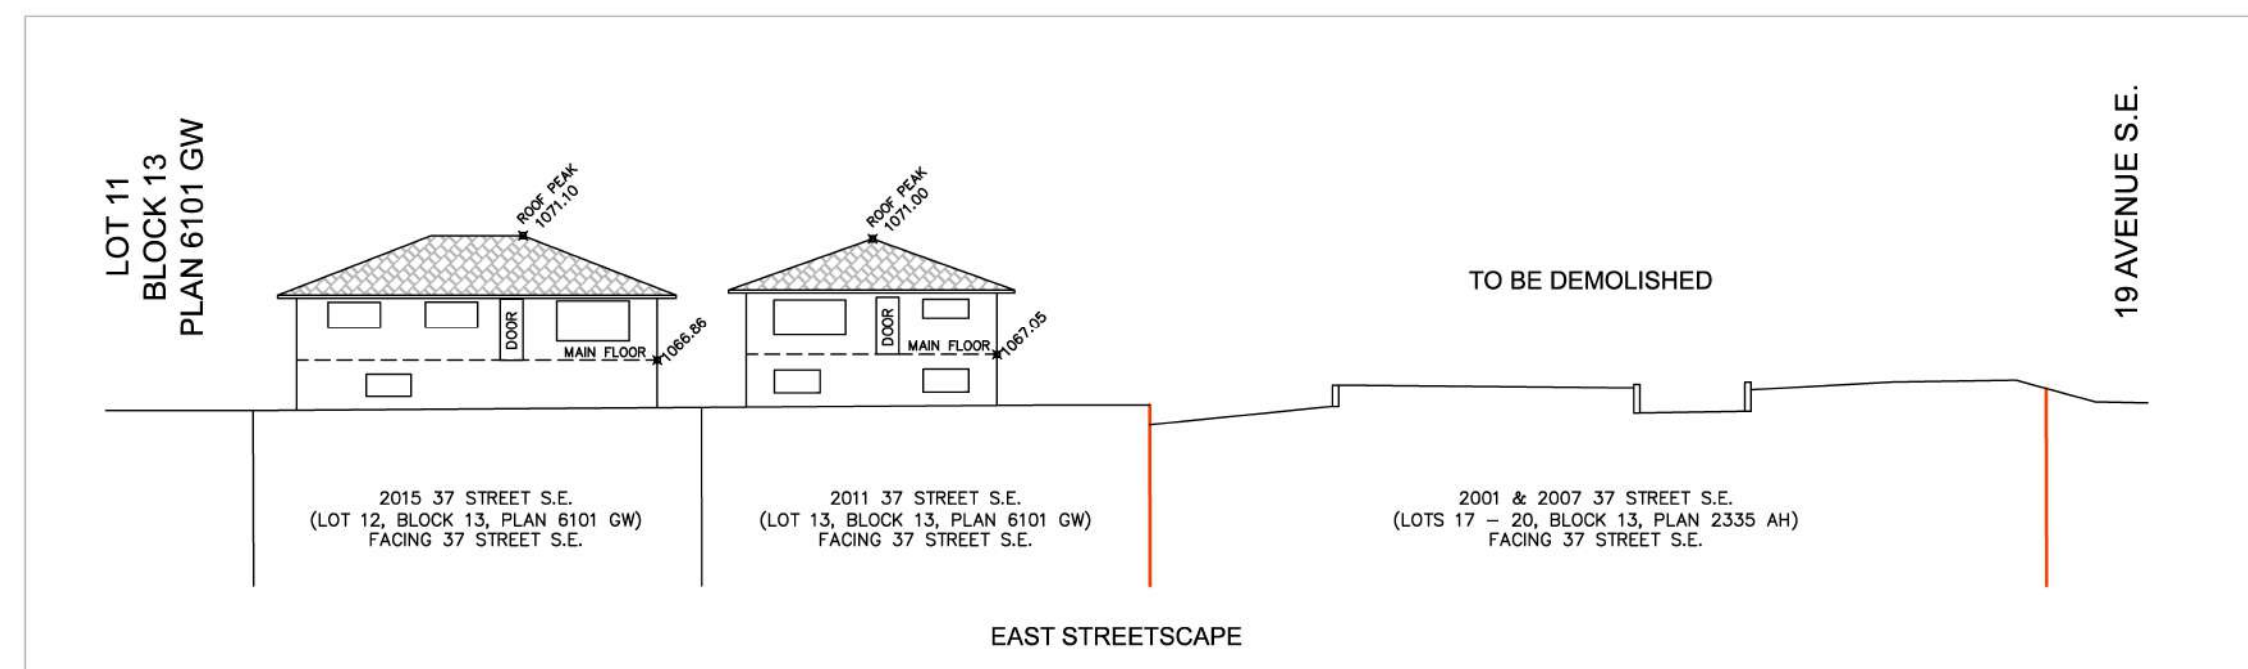 LOT 11
BLOCK 13
PLAN 6101 GW
ROOF PEAK
1071.10
DOOR
MAIN FLOOR
1066.86
ROOF PEAK
1071.00
DOOR
MAIN FLOOR
1067.05
TO BE DEMOLISHED
19 AVENUE S.E.
2015 37 STREET S.E.
(LOT 12, BLOCK 13, PLAN 6101 GW)
FACING 37 STREET S.E.
2011 37 STREET S.E.
(LOT 13, BLOCK 13, PLAN 6101 GW)
FACING 37 STREET S.E.
2001 & 2007 37 STREET S.E.
(LOTS 17 – 20, BLOCK 13, PLAN 2335 AH)
FACING 37 STREET S.E.
EAST STREETSCAPE